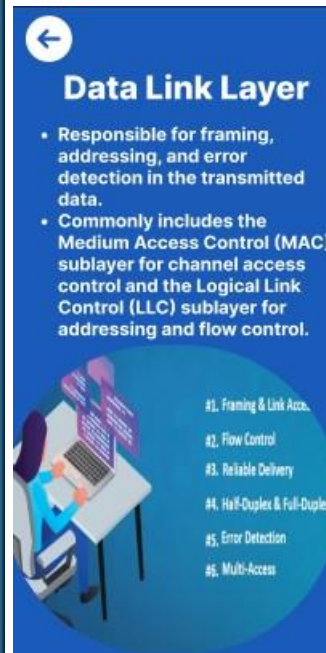 Data Link Layer
• Responsible for framing,
addressing, and error
detection in the transmitted
data.
• Commonly includes the
Medium Access Control (MAC)
sublayer for channel access
control and the Logical Link
Control (LLC) sublayer for
addressing and flow control.
#1. Framing & Link Acce
#2. Flow Control
#3. Reliable Delivery
#4. Half-Duplex & Full-Duple
#5. Error Detection
#6. Multi-Access